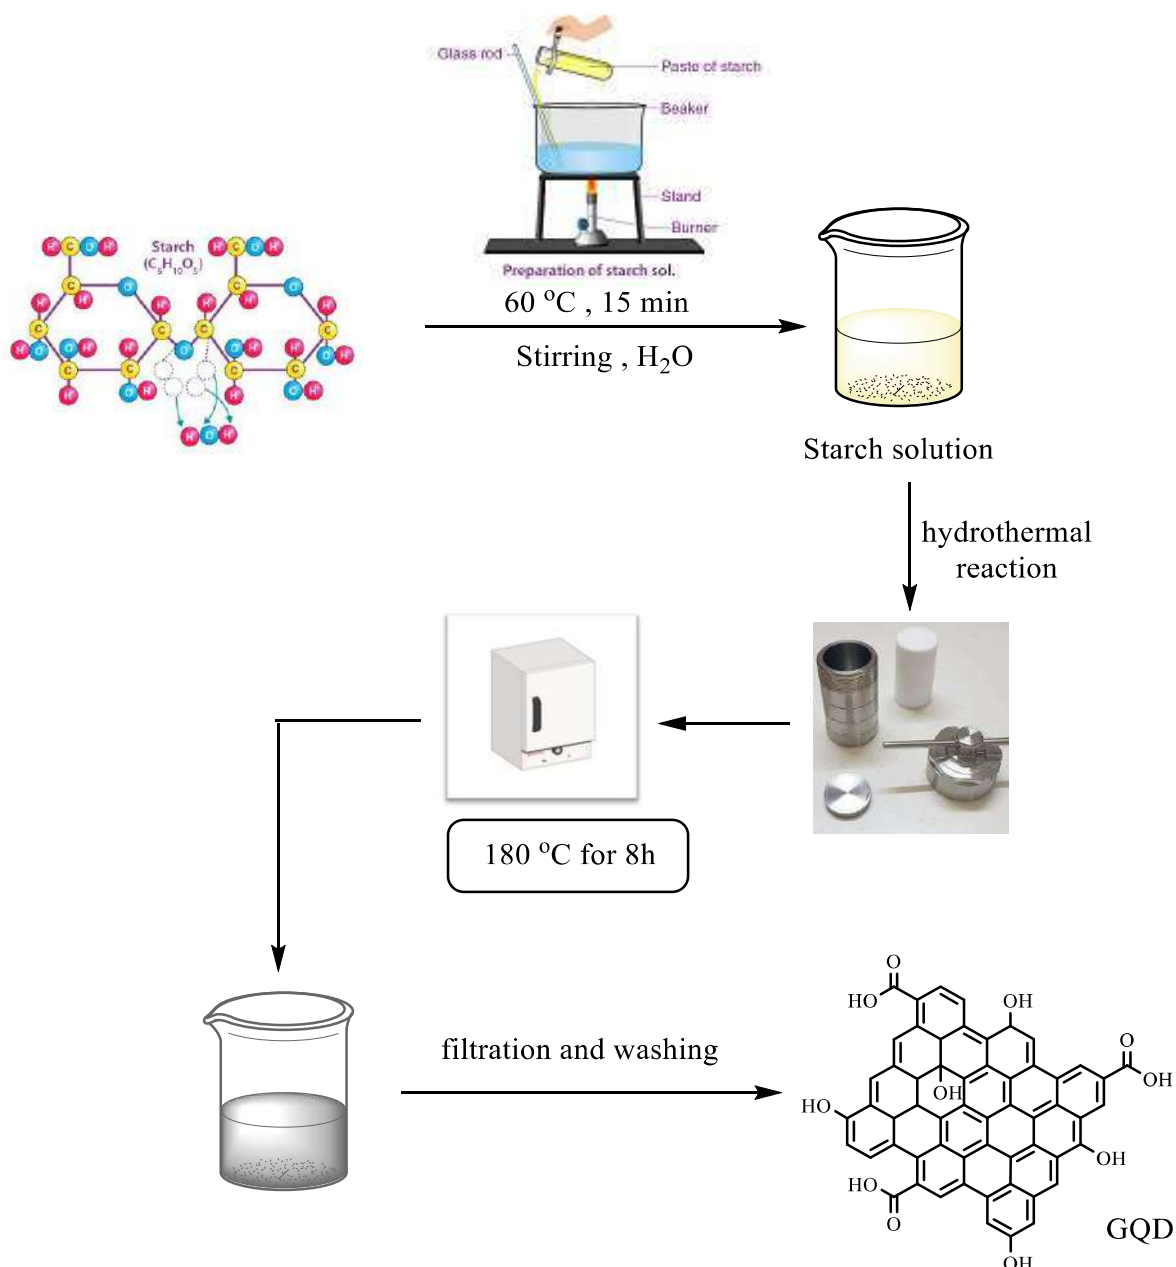 Glass rod
Paste of starch
Beaker
Stand
Burner
Preparation of starch sol.
Starch
(C₆H₁₀O₅)
H C O H
H C O H
C O C O
H H H H
H C C C C H
H O O H H O H H O H
C C C C
H O H O H H O H
H O H
60 °C , 15 min
Stirring , H₂O
Starch solution
hydrothermal
reaction
180 °C for 8h
filtration and washing
O
HO
OH
O
OH
OH
HO
OH
HO
O
OH
GQD